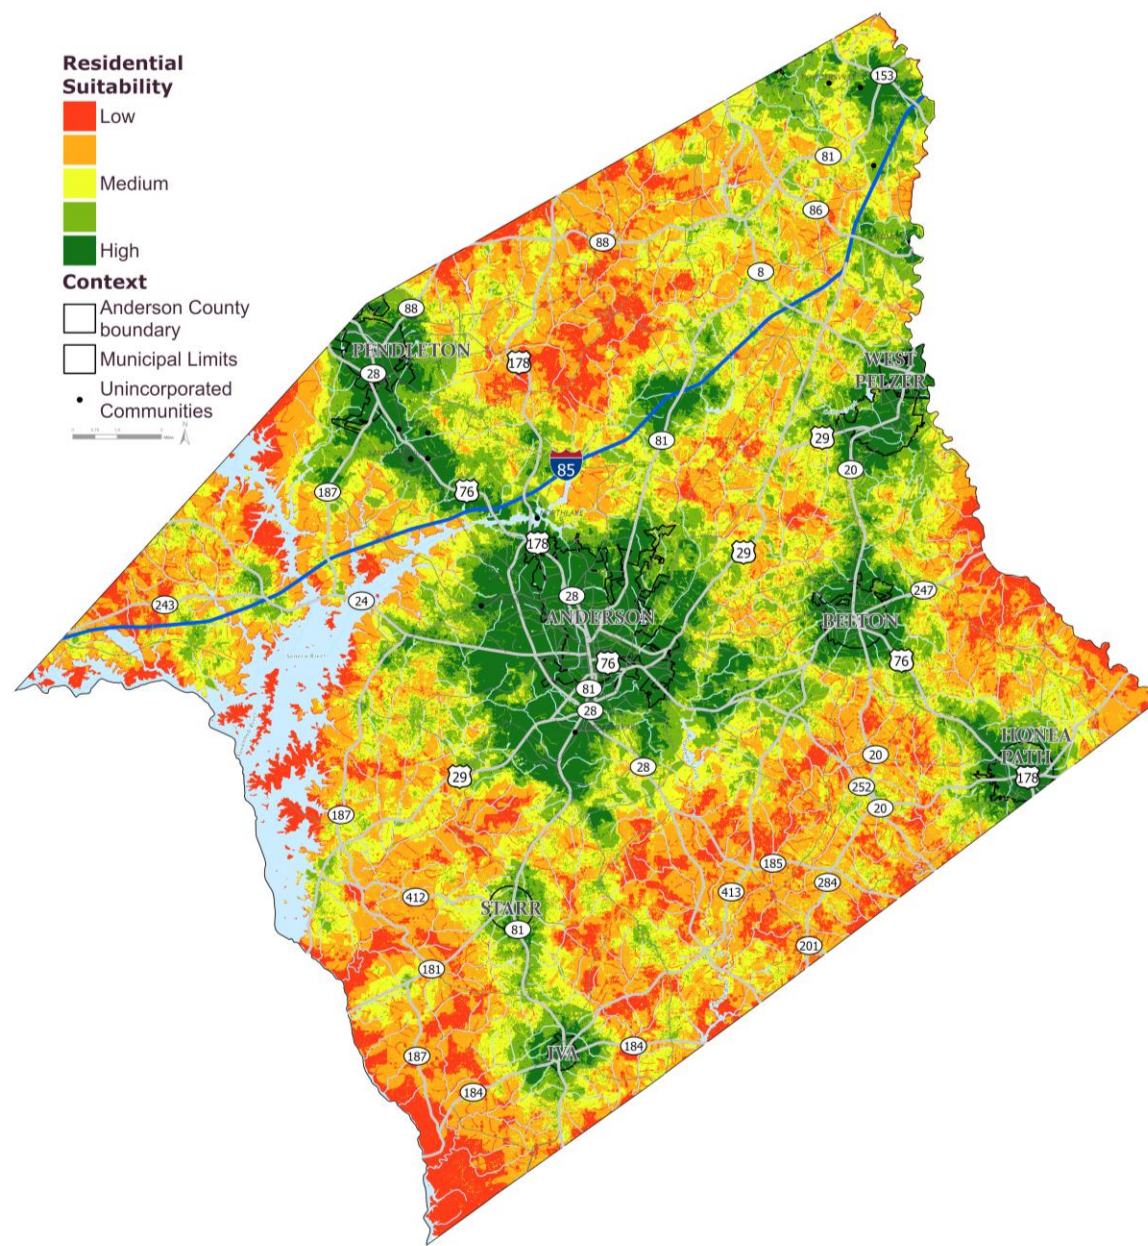 Residential
Suitability
Low
Medium
High
Context
Anderson County
boundary
Municipal Limits
Unincorporated
Communities
N
153
81
86
88
8
88
PENDLETON
178
28
WEST
PELZER
81
29
20
85
187
76
178
29
28
ANDERSON
243
24
247
BELTON
76
76
81
28
HONEA
PATH
178
20
28
29
252
20
187
185
284
413
412
STARR
81
201
181
184
IVA
187
184